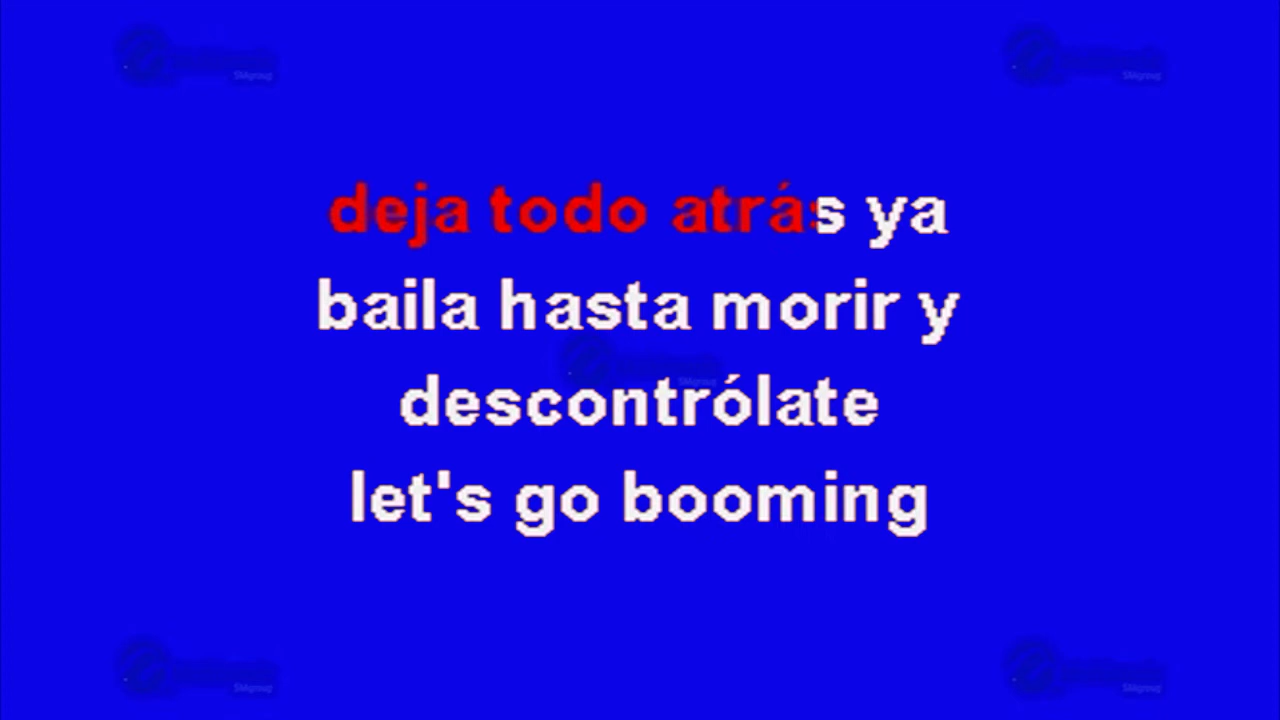 deja todo atrás ya
baila hasta morir y
descontrólate
let's go booming